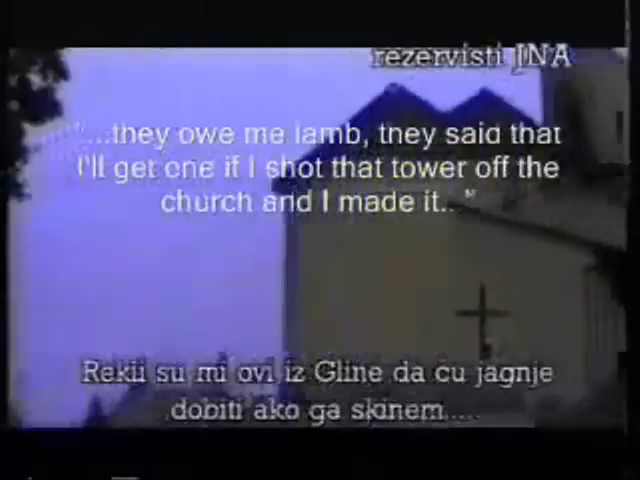 rezervisti JNA
"....they owe me lamb, they said that
I'll get one if I shot that tower off the
church and I made it.. "
Rekli su mi ovi iz Gline da ću jagnje
dobiti ako ga skinem.....